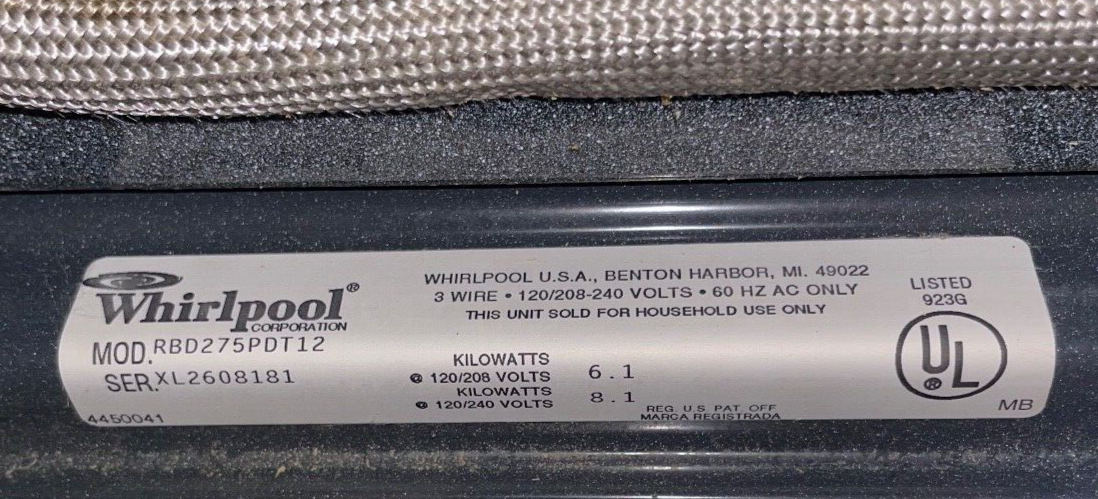 Whirlpool®
CORPORATION
MOD. RBD275PDT12
SER. XL2608181
4450041
WHIRLPOOL U.S.A., BENTON HARBOR, MI. 49022
3 WIRE • 120/208-240 VOLTS • 60 HZ AC ONLY
THIS UNIT SOLD FOR HOUSEHOLD USE ONLY
KILOWATTS
@ 120/208 VOLTS 6.1
KILOWATTS
@ 120/240 VOLTS 8.1
REG. U.S. PAT. OFF
MARCA REGISTRADA
LISTED
923G
UL®
MB